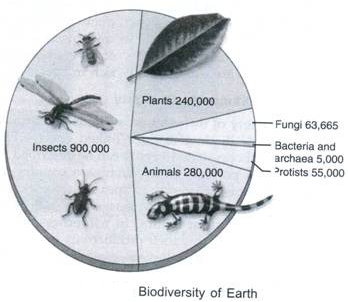 Plants 240,000
Fungi 63,665
Insects 900,000
Bacteria and
archaea 5,000
Protists 55,000
Animals 280,000
Biodiversity of Earth